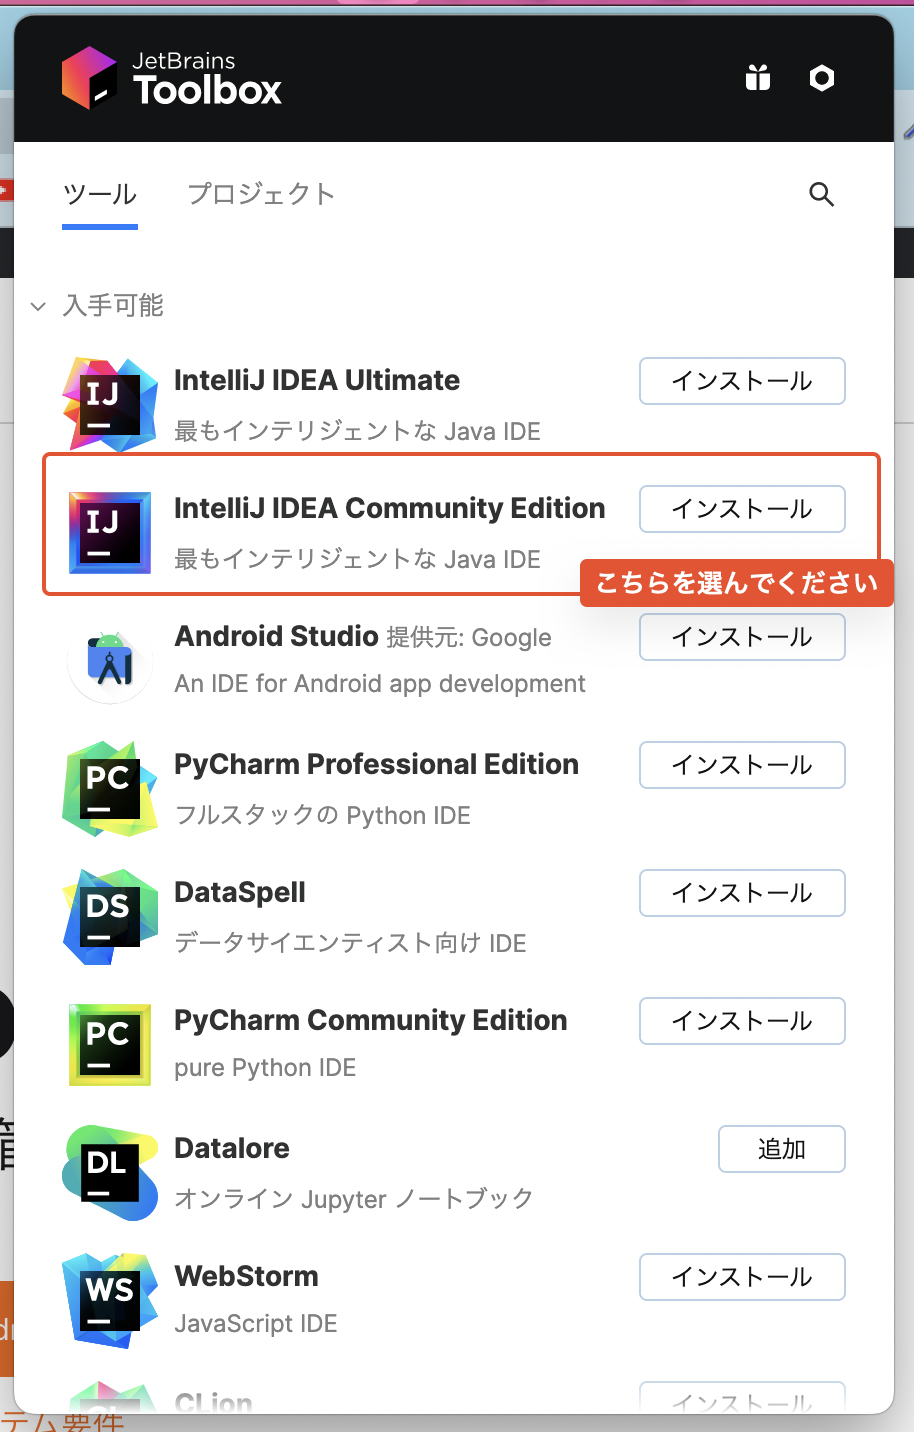 JetBrains
Toolbox
ツール プロジェクト
入手可能
IJ
IntelliJ IDEA Ultimate
インストール
最もインテリジェントな Java IDE
IJ
IntelliJ IDEA Community Edition
インストール
最もインテリジェントな Java IDE
こちらを選んでください
Android Studio 提供元: Google
インストール
An IDE for Android app development
PC
PyCharm Professional Edition
インストール
フルスタックの Python IDE
DS
DataSpell
インストール
データサイエンティスト向け IDE
PC
PyCharm Community Edition
インストール
pure Python IDE
DL
Datalore
追加
オンライン Jupyter ノートブック
WS
WebStorm
インストール
JavaScript IDE
CLion
インストール
テム要件